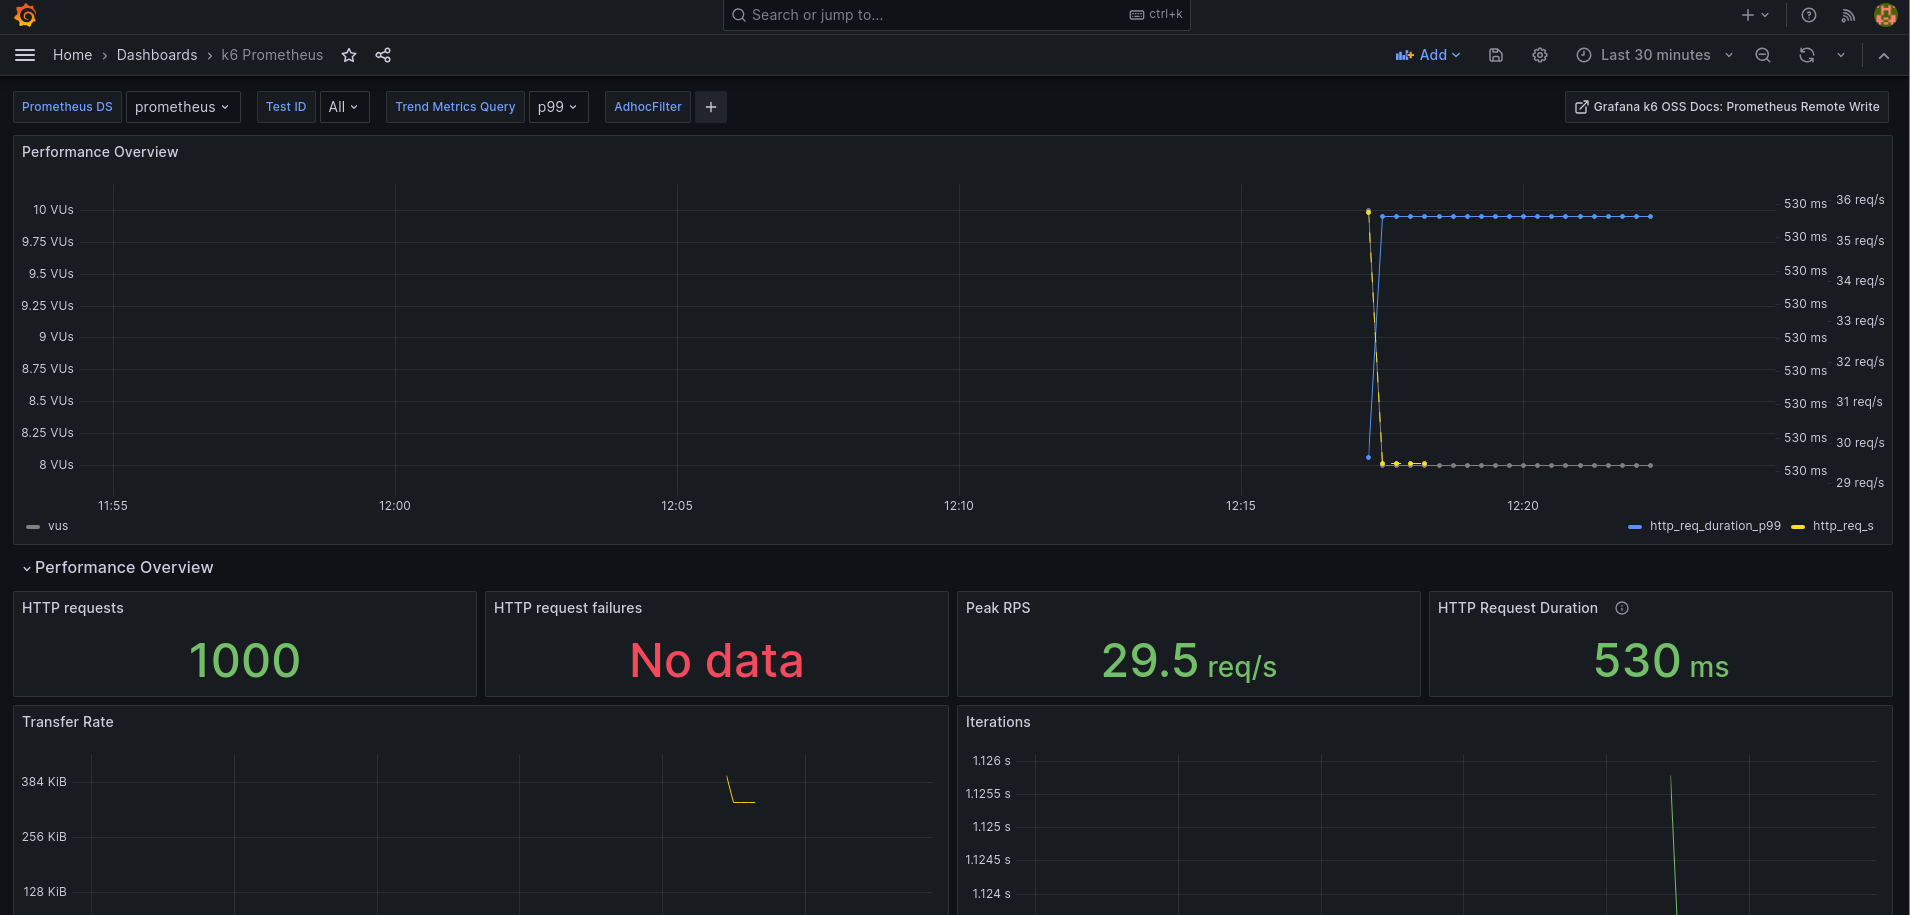 Search or jump to...
ctrl+k
Home
Dashboards
k6 Prometheus
Add
Last 30 minutes
Prometheus DS
prometheus
Test ID
All
Trend Metrics Query
p99
AdhocFilter
+
Grafana k6 OSS Docs: Prometheus Remote Write
Performance Overview
10 VUs
9.75 VUs
9.5 VUs
9.25 VUs
9 VUs
8.75 VUs
8.5 VUs
8.25 VUs
8 VUs
530 ms
530 ms
530 ms
530 ms
530 ms
530 ms
530 ms
530 ms
530 ms
36 req/s
35 req/s
34 req/s
33 req/s
32 req/s
31 req/s
30 req/s
29 req/s
11:55
12:00
12:05
12:10
12:15
12:20
vus
http_req_duration_p99
http_req_s
Performance Overview
HTTP requests
1000
HTTP request failures
No data
Peak RPS
29.5 req/s
HTTP Request Duration
530 ms
Transfer Rate
384 KiB
256 KiB
128 KiB
Iterations
1.126 s
1.1255 s
1.125 s
1.1245 s
1.124 s